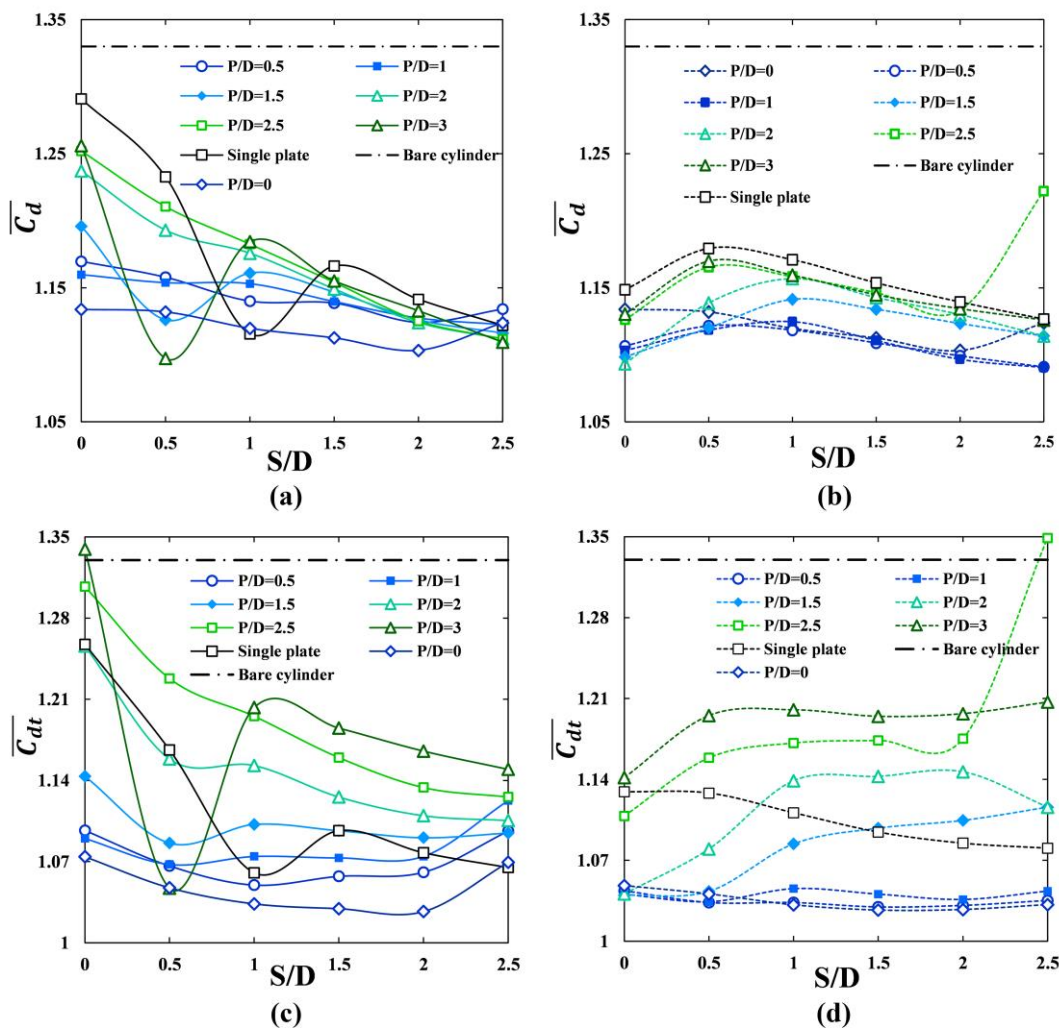 1.35
1.25
1.15
1.05
C_d
P/D=0.5
P/D=1
P/D=1.5
P/D=2
P/D=2.5
P/D=3
Single plate
Bare cylinder
P/D=0
0 0.5 1 1.5 2 2.5
S/D
(a)
1.35
1.25
1.15
1.05
C_d
P/D=0
P/D=0.5
P/D=1
P/D=1.5
P/D=2
P/D=2.5
P/D=3
Bare cylinder
Single plate
0 0.5 1 1.5 2 2.5
S/D
(b)
1.35
1.28
1.21
1.14
1.07
1
C_dt
P/D=0.5
P/D=1
P/D=1.5
P/D=2
P/D=2.5
P/D=3
Single plate
P/D=0
Bare cylinder
0 0.5 1 1.5 2 2.5
S/D
(c)
1.35
1.28
1.21
1.14
1.07
1
C_dt
P/D=0.5
P/D=1
P/D=1.5
P/D=2
P/D=2.5
P/D=3
Single plate
Bare cylinder
P/D=0
0 0.5 1 1.5 2 2.5
S/D
(d)